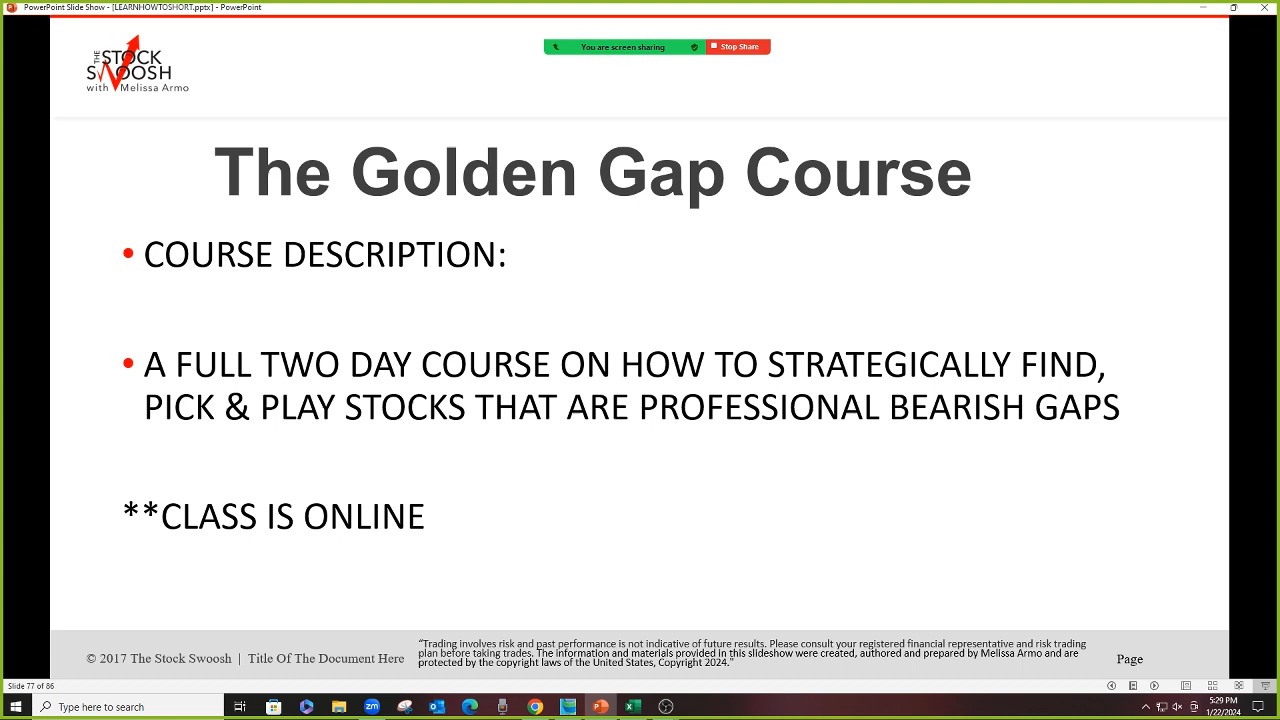 PowerPoint Slide Show - [LEARNHOWTOSHORT.pptx] - PowerPoint
You are screen sharing
Stop Share
THE STOCK
SWOOSH
with Melissa Armo
The Golden Gap Course
• COURSE DESCRIPTION:
• A FULL TWO DAY COURSE ON HOW TO STRATEGICALLY FIND,
PICK & PLAY STOCKS THAT ARE PROFESSIONAL BEARISH GAPS
**CLASS IS ONLINE
© 2017 The Stock Swoosh | Title Of The Document Here
"Trading involves risk and past performance is not indicative of future results. Please consult your registered financial representative and risk trading
plan before taking trades. The information and materials provided in this slideshow were created, authored and prepared by Melissa Armo and are
protected by the copyright laws of the United States, Copyright 2024."
Page
Slide 77 of 86
Type here to search
zm
5:29 PM
1/22/2024